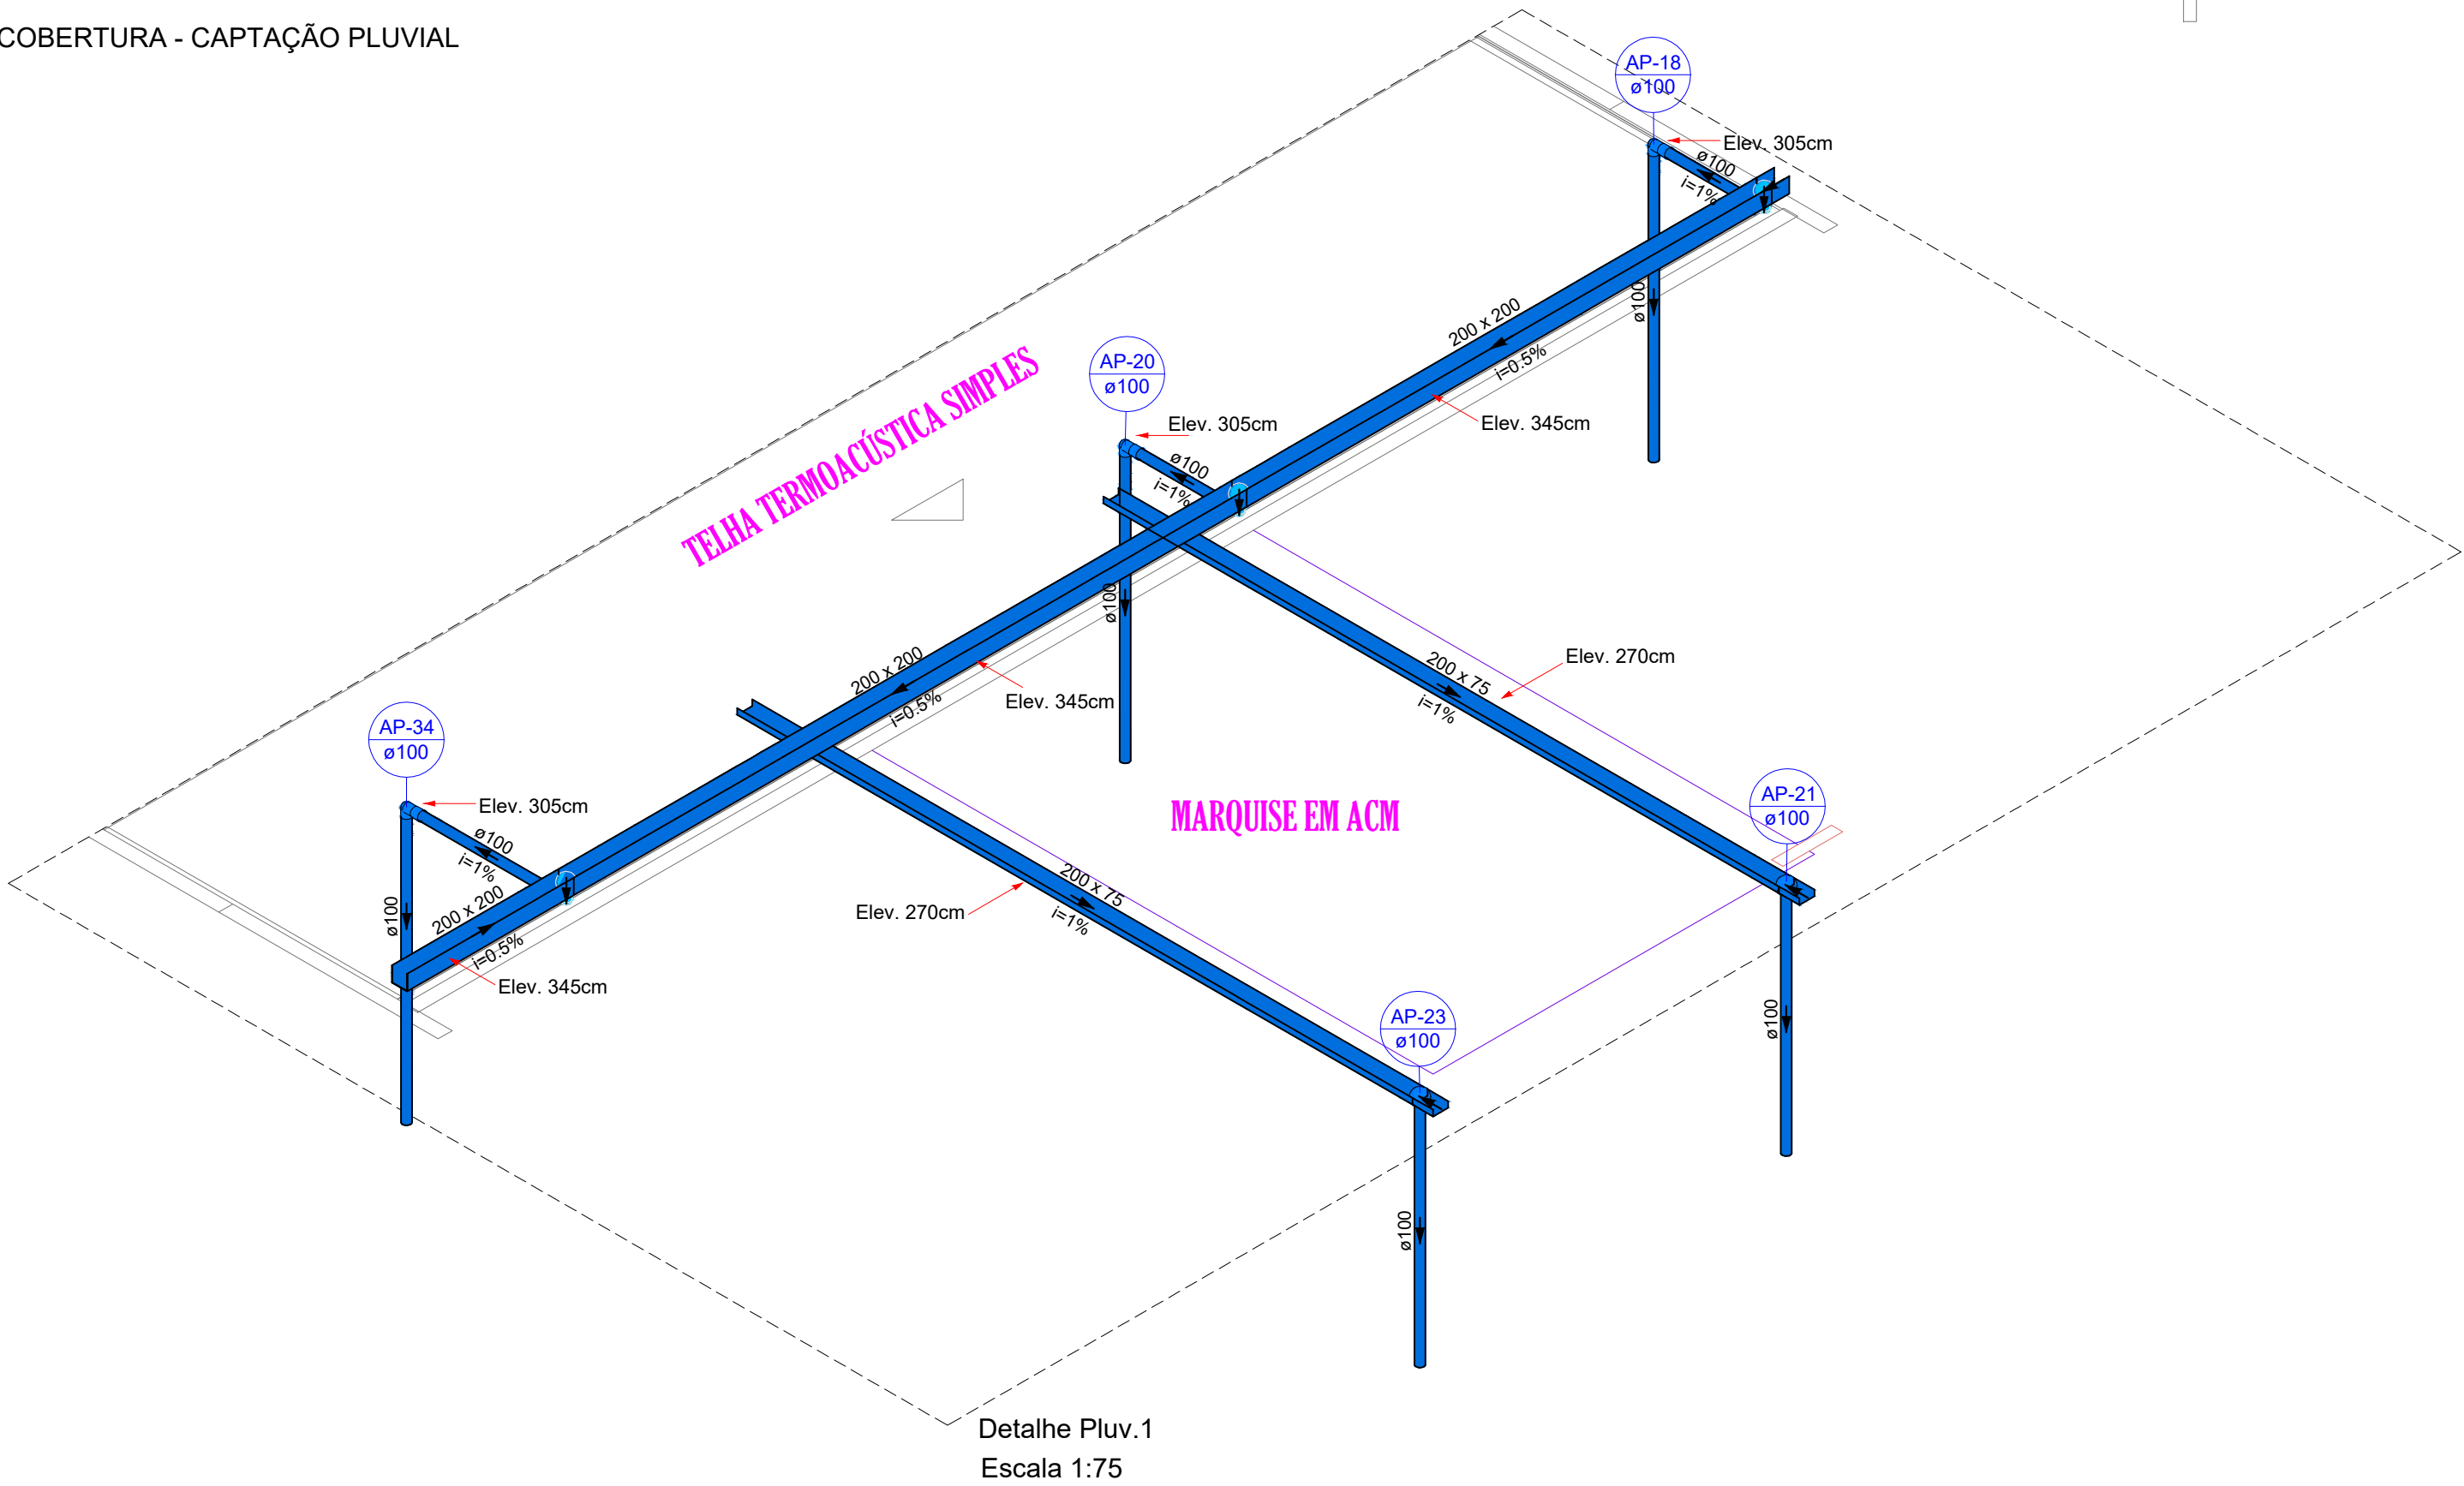 COBERTURA - CAPTAÇÃO PLUVIAL
AP-18
ø100
Elev. 305cm
ø100
i=1%
ø100
200 x 200
i=0.5%
Elev. 345cm
AP-20
ø100
Elev. 305cm
ø100
i=1%
TELHA TERMOACÚSTICA SIMPLES
ø100
200 x 200
i=0.5%
Elev. 345cm
Elev. 270cm
200 x 75
i=1%
AP-34
ø100
Elev. 305cm
ø100
i=1%
ø100
200 x 200
i=0.5%
Elev. 345cm
MARQUISE EM ACM
AP-21
ø100
200 x 75
i=1%
Elev. 270cm
AP-23
ø100
ø100
ø100
Detalhe Pluv.1
Escala 1:75